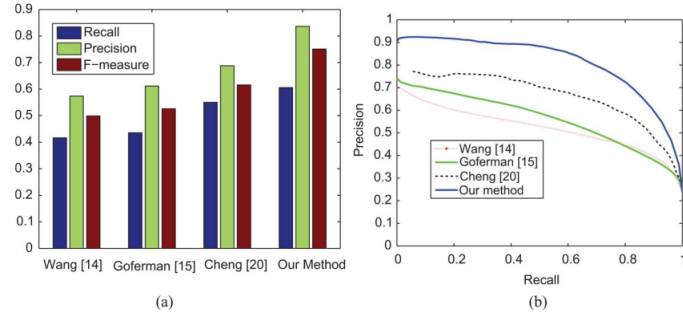 0.9
0.8
0.7
0.6
0.5
0.4
0.3
0.2
0.1
0
Recall
Precision
F-measure
Wang [14]
Goferman [15]
Cheng [20]
Our Method
(a)
Precision
1
0.9
0.8
0.7
0.6
0.5
0.4
0.3
0.2
0.1
0
Wang [14]
Goferman [15]
Cheng [20]
Our method
0
0.2
0.4
0.6
0.8
1
Recall
(b)